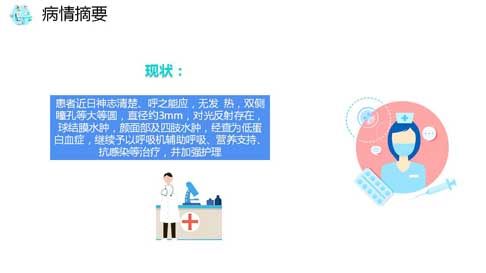 病情摘要
现状：
患者近日神志清楚、呼之能应，无发 热，双侧
瞳孔等大等圆，直径约3mm，对光反射存在，
球结膜水肿，颜面部及四肢水肿，经查为低蛋
白血症，继续予以呼吸机辅助呼吸、营养支持、
抗感染等治疗，并加强护理